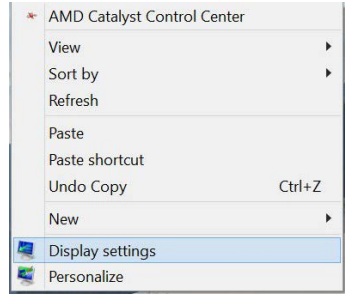 AMD Catalyst Control Center
View
Sort by
Refresh
Paste
Paste shortcut
Undo Copy Ctrl+Z
New
Display settings
Personalize